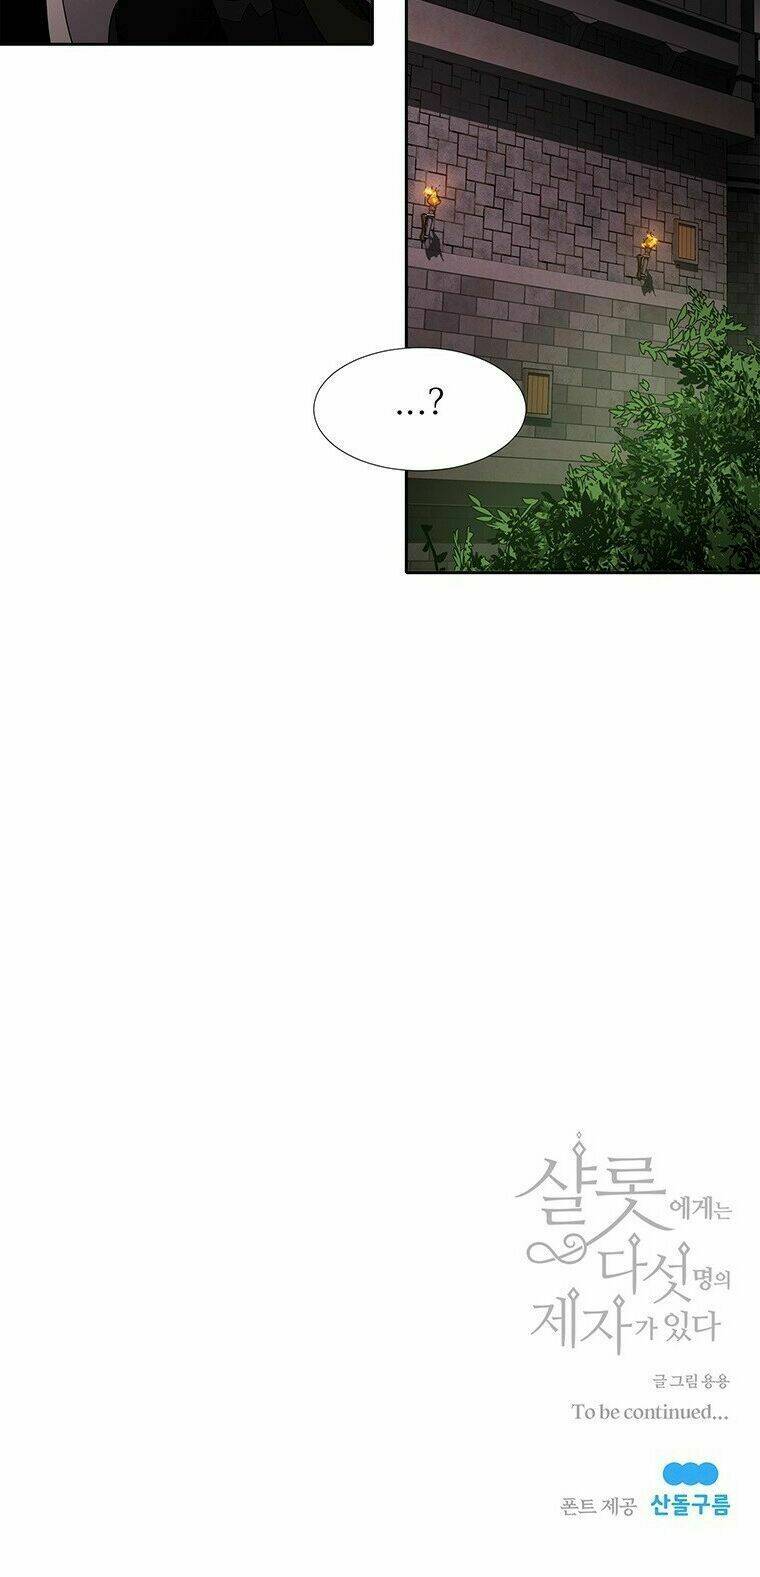 ...?
샬롯에게는
다섯명의
제자가 있다
글 그림 용용
To be continued...
폰트 제공 산돌구름